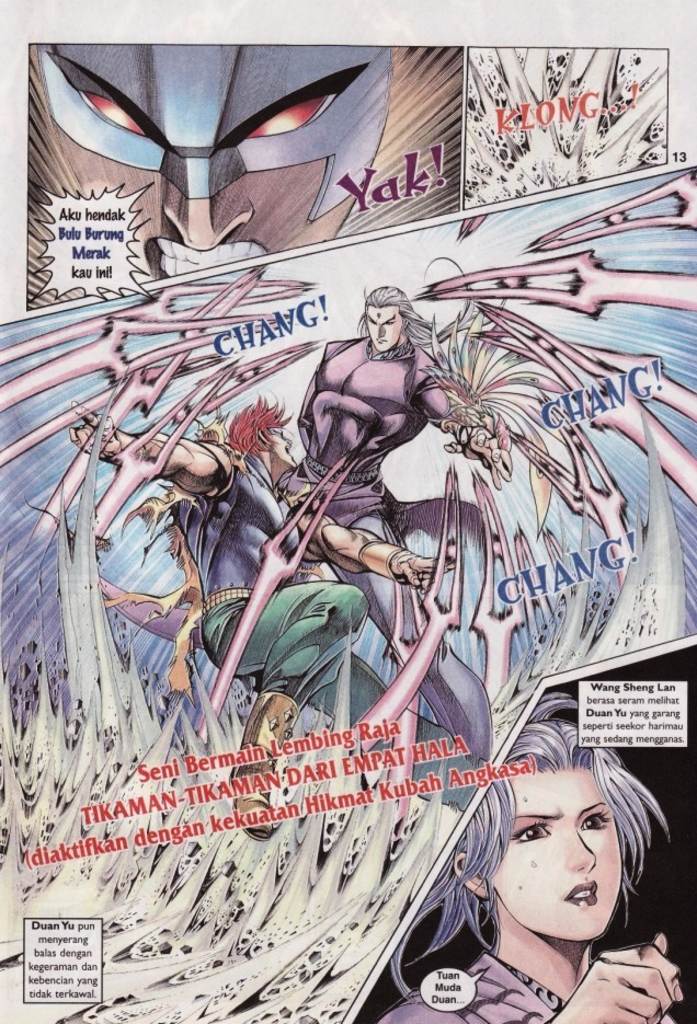 Yak!
KLONG...!
13
Aku hendak
Bulu Burung
Merak
kau ini!
CHANG!
CHANG!
CHANG!
Seni Bermain Lembing Raja
TIKAMAN-TIKAMAN DARI EMPAT HALA
(diaktifkan dengan kekuatan Hikmat Kubah Angkasa)
Wang Sheng Lan
berasa seram melihat
Duan Yu yang garang
seperti seekor harimau
yang sedang mengganas.
Duan Yu pun
menyerang
balas dengan
kegeraman dan
kebencian yang
tidak terkawal.
Tuan
Muda
Duan...